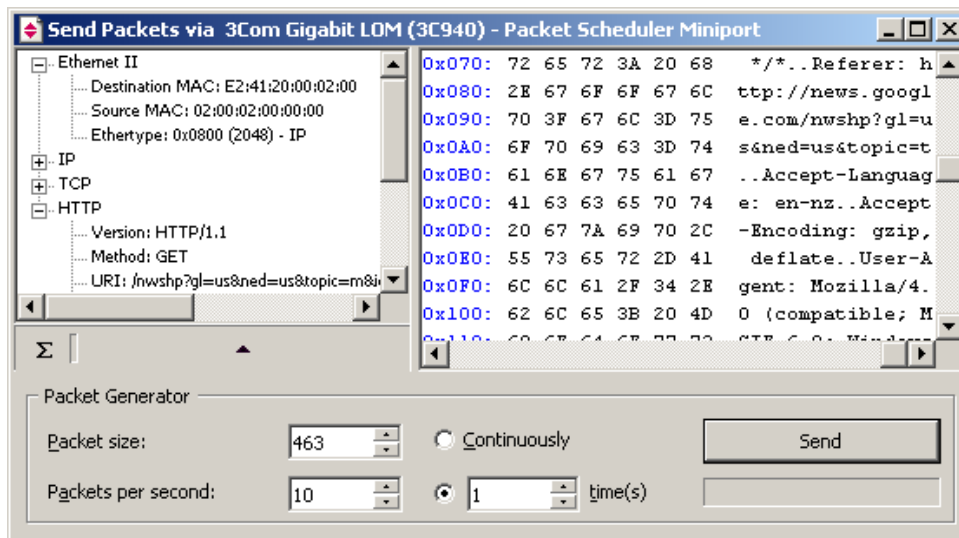 Send Packets via 3Com Gigabit LOM (3C940) - Packet Scheduler Miniport
Ethernet II
Destination MAC: E2:41:20:00:02:00
Source MAC: 02:00:02:00:00:00
Ethertype: 0x0800 (2048) - IP
IP
TCP
HTTP
Version: HTTP/1.1
Method: GET
URI: /nwshp?gl=us&ned=us&topic=m&i
Σ
0x070: 72 65 72 3A 20 68 */*..Referer: h
0x080: 2E 67 6F 6F 67 6C ttp://news.googl
0x090: 70 3F 67 6C 3D 75 e.com/nwshp?gl=u
0x0A0: 6F 70 69 63 3D 74 s&ned=us&topic=t
0x0B0: 61 6E 67 75 61 67 ..Accept-Languag
0x0C0: 41 63 63 65 70 74 e: en-nz..Accept
0x0D0: 20 67 7A 69 70 2C -Encoding: gzip,
0x0E0: 55 73 65 72 2D 41 deflate..User-A
0x0F0: 6C 6C 61 2F 34 2E gent: Mozilla/4.
0x100: 62 6C 65 3B 20 4D 0 (compatible; M
Packet Generator
Packet size: 463 Continuously Send
Packets per second: 10 1 time(s)